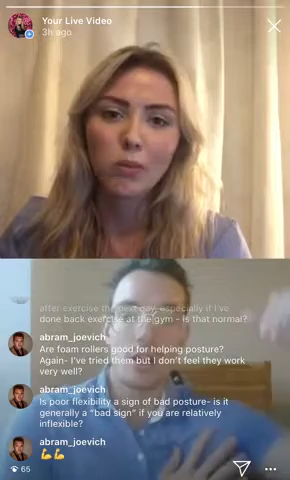 Your Live Video
3h ago
after exercise the next day, especially if I've
done back exercise at the gym - is that normal?
abram_joevich
Are foam rollers good for helping posture?
Again- I've tried them but I don't feel they work
very well?
abram_joevich
Is poor flexibility a sign of bad posture- is it
generally a "bad sign" if you are relatively
inflexible?
abram_joevich
💪💪
65